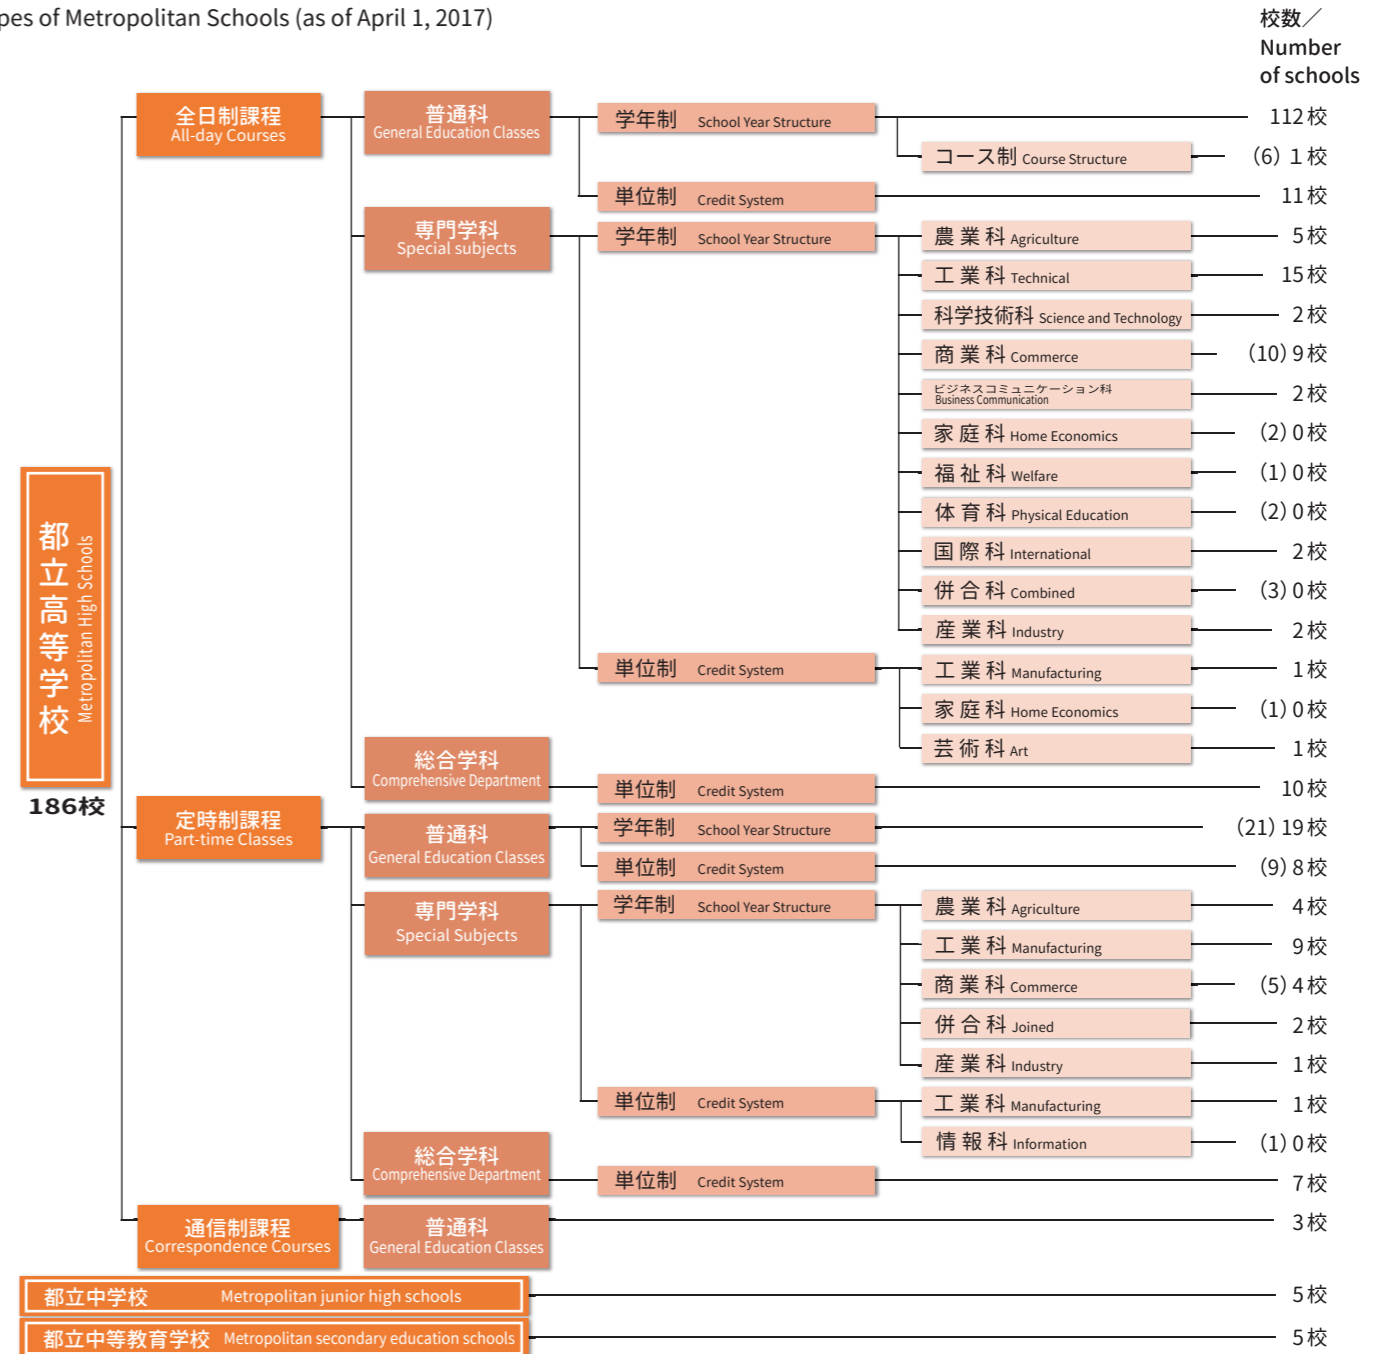 pes of Metropolitan Schools (as of April 1, 2017)
校数／
Number
of schools
都立高等学校
Metropolitan High Schools
186校
全日制課程
All-day Courses
普通科
General Education Classes
学年制 School Year Structure
112校
コース制 Course Structure
(6) 1校
単位制 Credit System
11校
専門学科
Special subjects
学年制 School Year Structure
農業科 Agriculture
5校
工業科 Technical
15校
科学技術科 Science and Technology
2校
商業科 Commerce
(10) 9校
ビジネスコミュニケーション科
Business Communication
2校
家庭科 Home Economics
(2) 0校
福祉科 Welfare
(1) 0校
体育科 Physical Education
(2) 0校
国際科 International
2校
併合科 Combined
(3) 0校
産業科 Industry
2校
単位制 Credit System
工業科 Manufacturing
1校
家庭科 Home Economics
(1) 0校
芸術科 Art
1校
総合学科
Comprehensive Department
単位制 Credit System
10校
定時制課程
Part-time Classes
普通科
General Education Classes
学年制 School Year Structure
(21) 19校
単位制 Credit System
(9) 8校
専門学科
Special Subjects
学年制 School Year Structure
農業科 Agriculture
4校
工業科 Manufacturing
9校
商業科 Commerce
(5) 4校
併合科 Joined
2校
産業科 Industry
1校
単位制 Credit System
工業科 Manufacturing
1校
情報科 Information
(1) 0校
総合学科
Comprehensive Department
単位制 Credit System
7校
通信制課程
Correspondence Courses
普通科
General Education Classes
3校
都立中学校 Metropolitan junior high schools
5校
都立中等教育学校 Metropolitan secondary education schools
5校